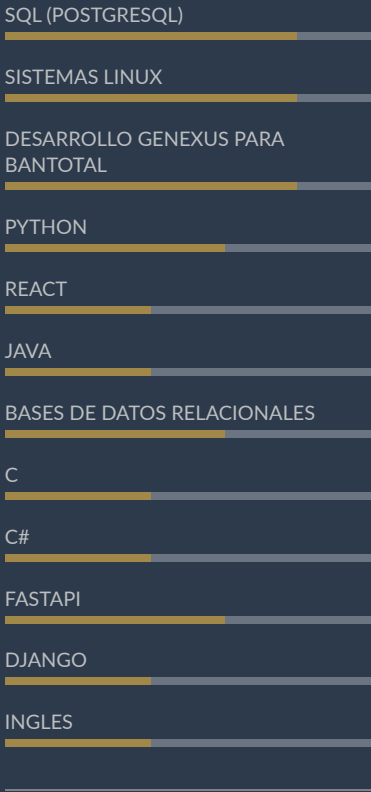 SQL (POSTGRESQL)
SISTEMAS LINUX
DESARROLLO GENEXUS PARA
BANTOTAL
PYTHON
REACT
JAVA
BASES DE DATOS RELACIONALES
C
C#
FASTAPI
DJANGO
INGLES